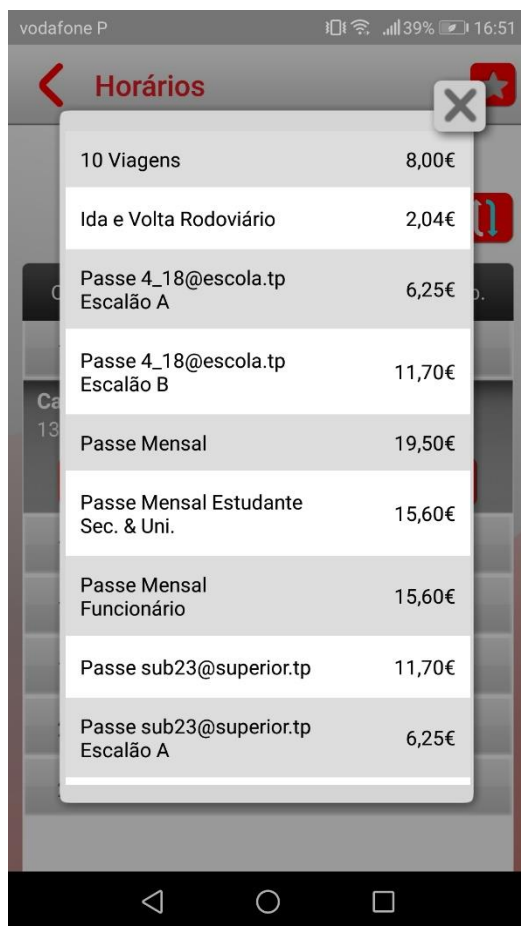 vodafone P 39% 16:51
Horários
10 Viagens 8,00€
Ida e Volta Rodoviário 2,04€
Passe 4_18@escola.tp
Escalão A 6,25€
Passe 4_18@escola.tp
Escalão B 11,70€
Passe Mensal 19,50€
Passe Mensal Estudante
Sec. & Uni. 15,60€
Passe Mensal
Funcionário 15,60€
Passe sub23@superior.tp 11,70€
Passe sub23@superior.tp
Escalão A 6,25€